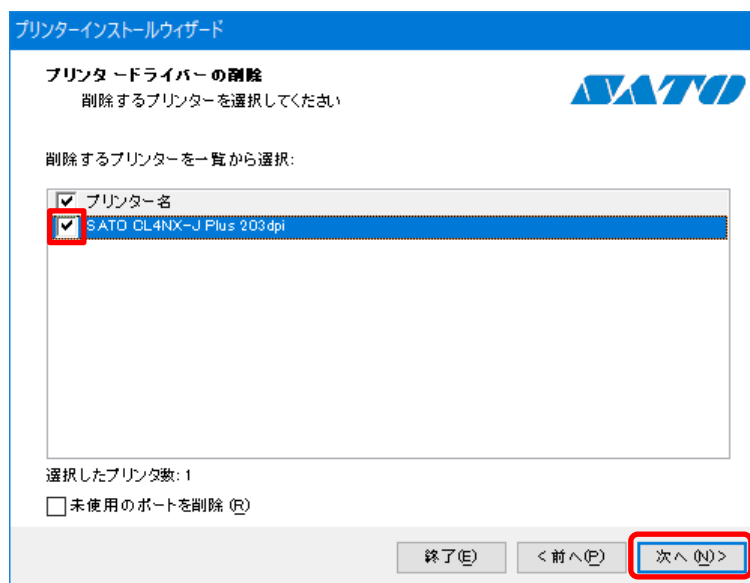 プリンターインストールウィザード
プリンタードライバーの削除
削除するプリンターを選択してください
SATO
削除するプリンターを一覧から選択:
プリンター名
SATO CL4NX-J Plus 203dpi
選択したプリンタ数: 1
未使用のポートを削除 (R)
終了(E)
<前へ(P)
次へ (N)>